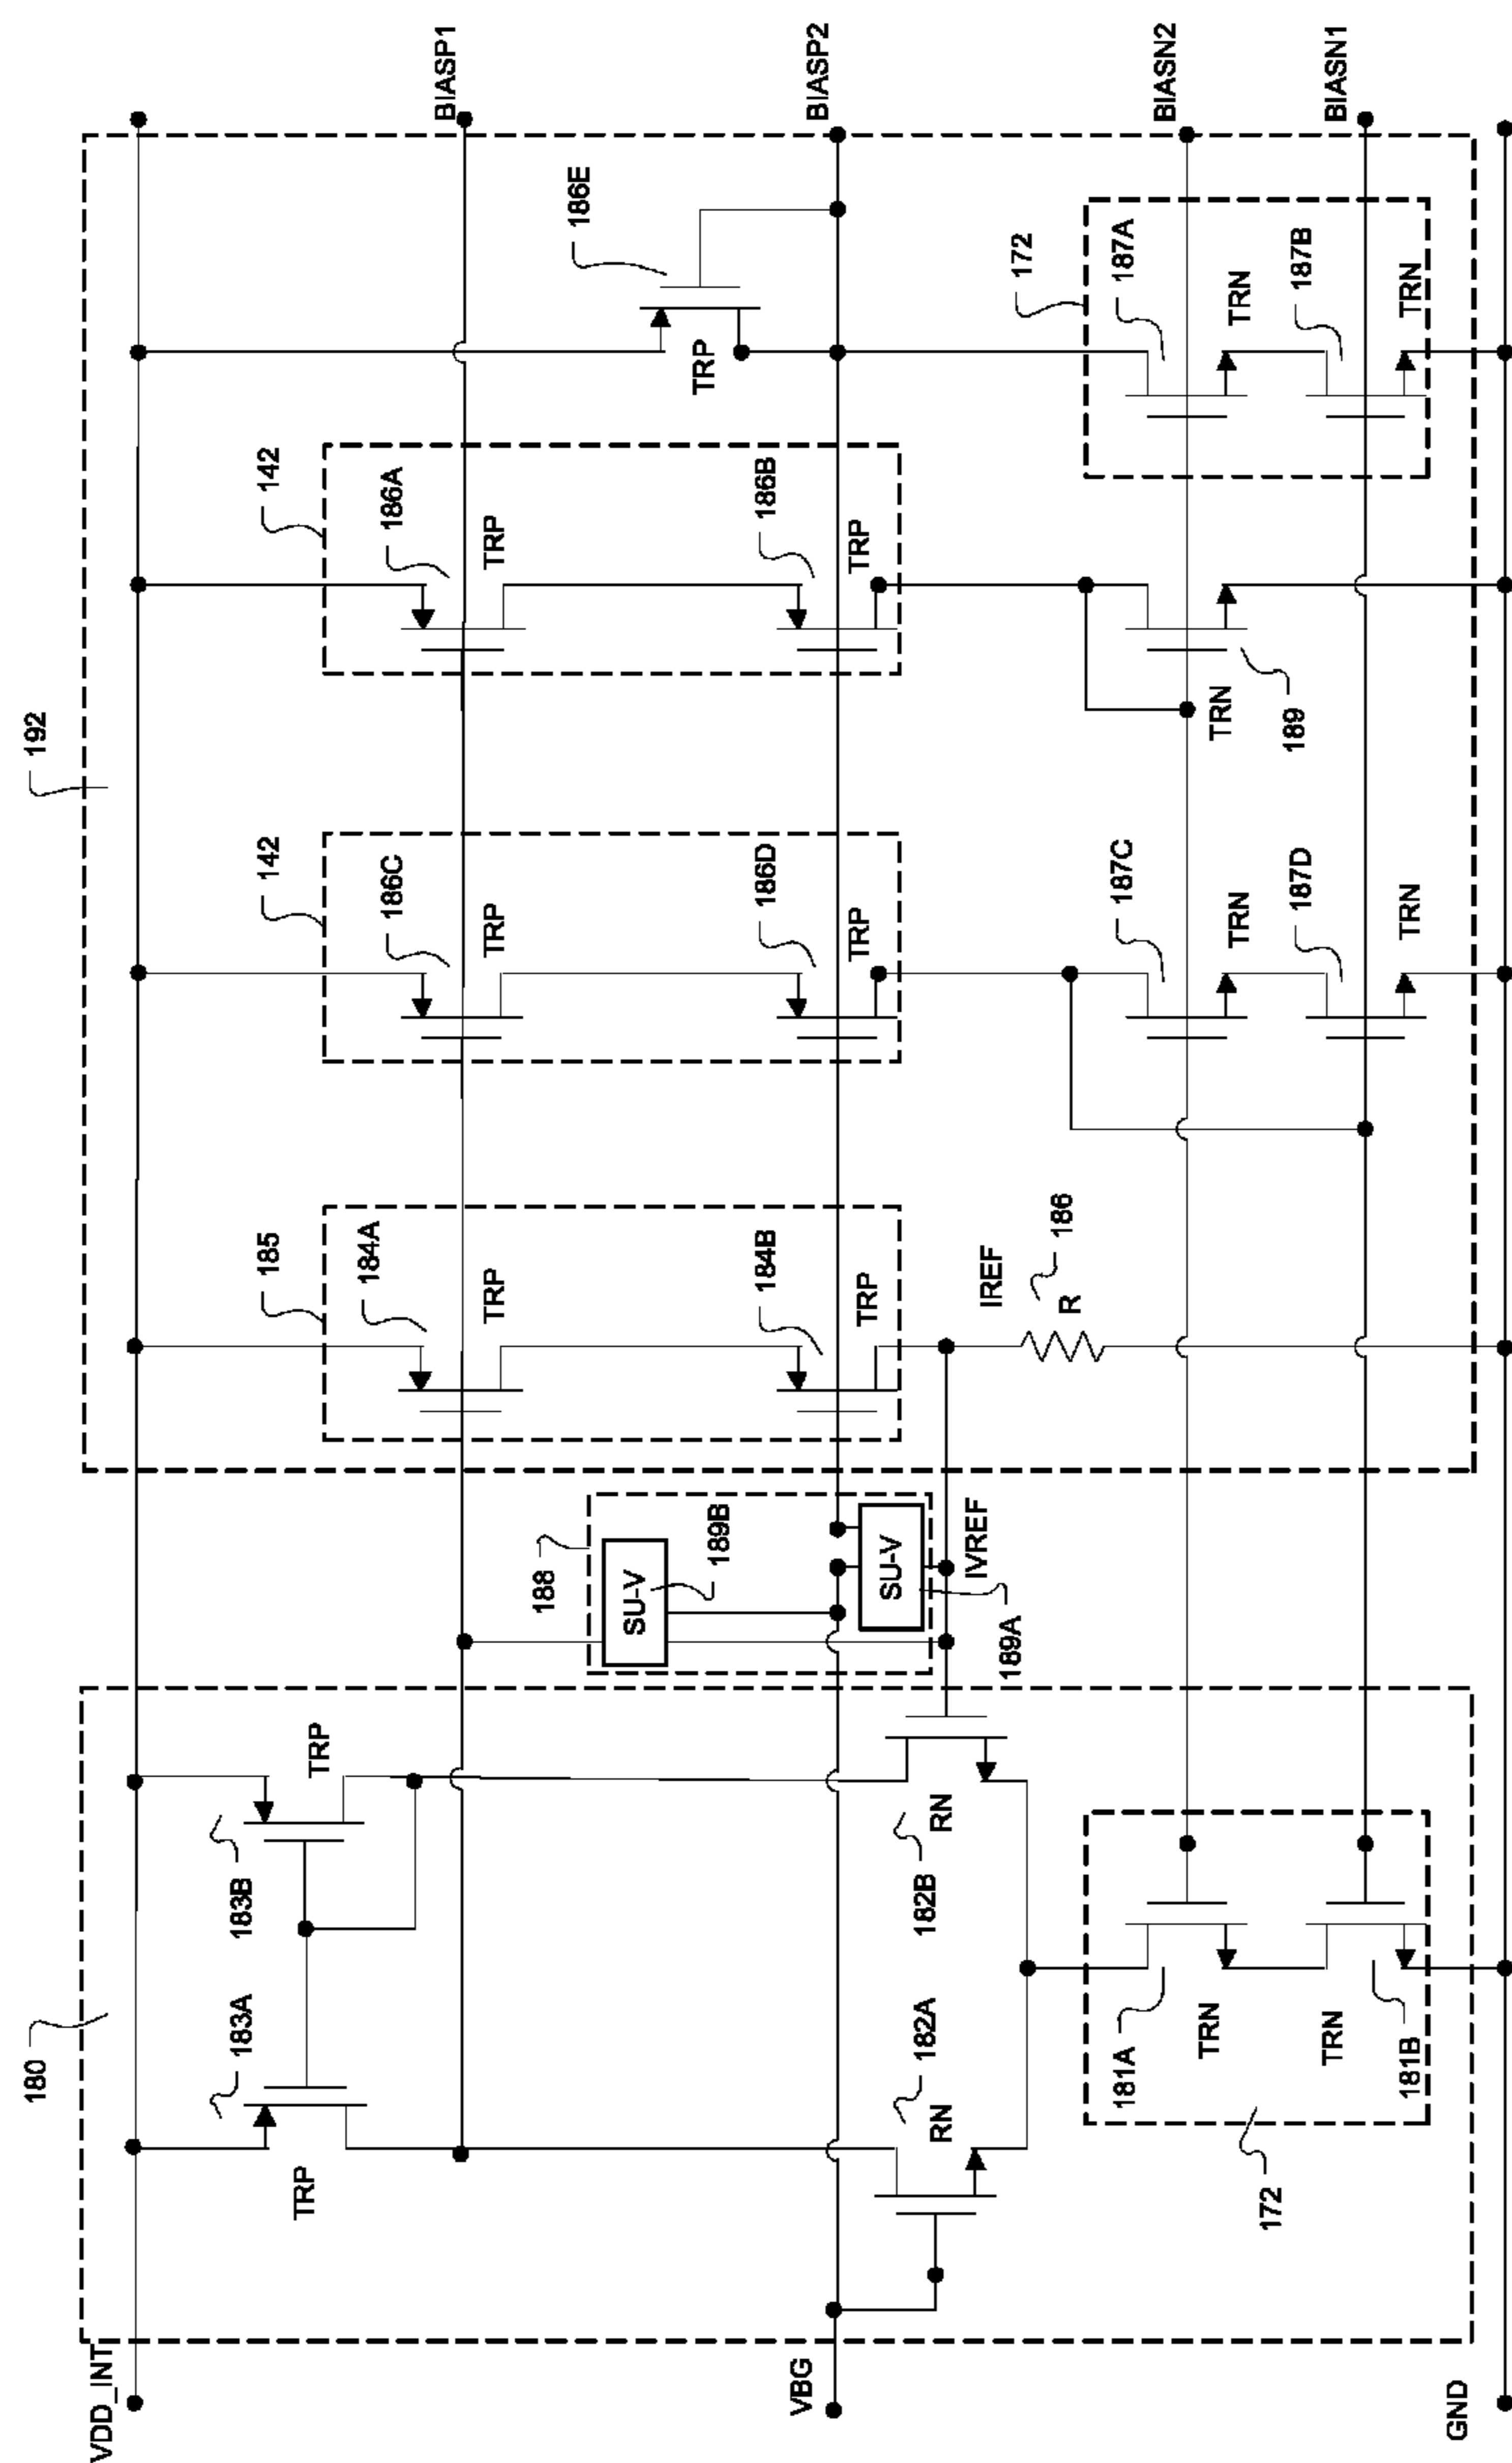 180
192
VDD_INT
183A
183B
TRP
TRP
185
184A
TRP
184B
TRP
142
186C
TRP
186D
TRP
142
186A
TRP
186B
TRP
186E
TRP
BIASP1
BIASP2
188
SU-V
189B
SU-V
189A
IVREF
VBG
182A
RN
182B
RN
IREF
R
186
187C
TRN
187D
TRN
TRN
189
172
187A
TRN
187B
TRN
BIASN2
BIASN1
181A
TRN
TRN
181B
172
GND